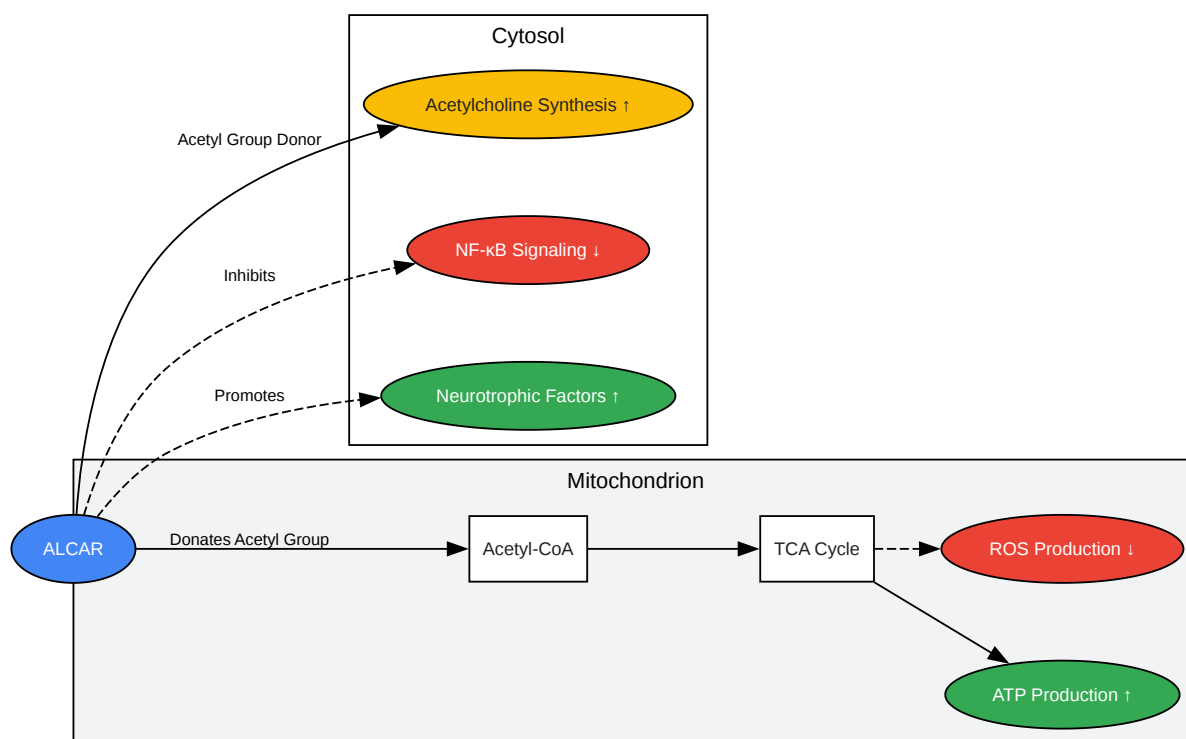 Cytosol
Acetylcholine Synthesis ↑
Acetyl Group Donor
NF-κB Signaling ↓
Inhibits
Promotes
Neurotrophic Factors ↑
Mitochondrion
ALCAR
Donates Acetyl Group
Acetyl-CoA
TCA Cycle
ROS Production ↓
ATP Production ↑